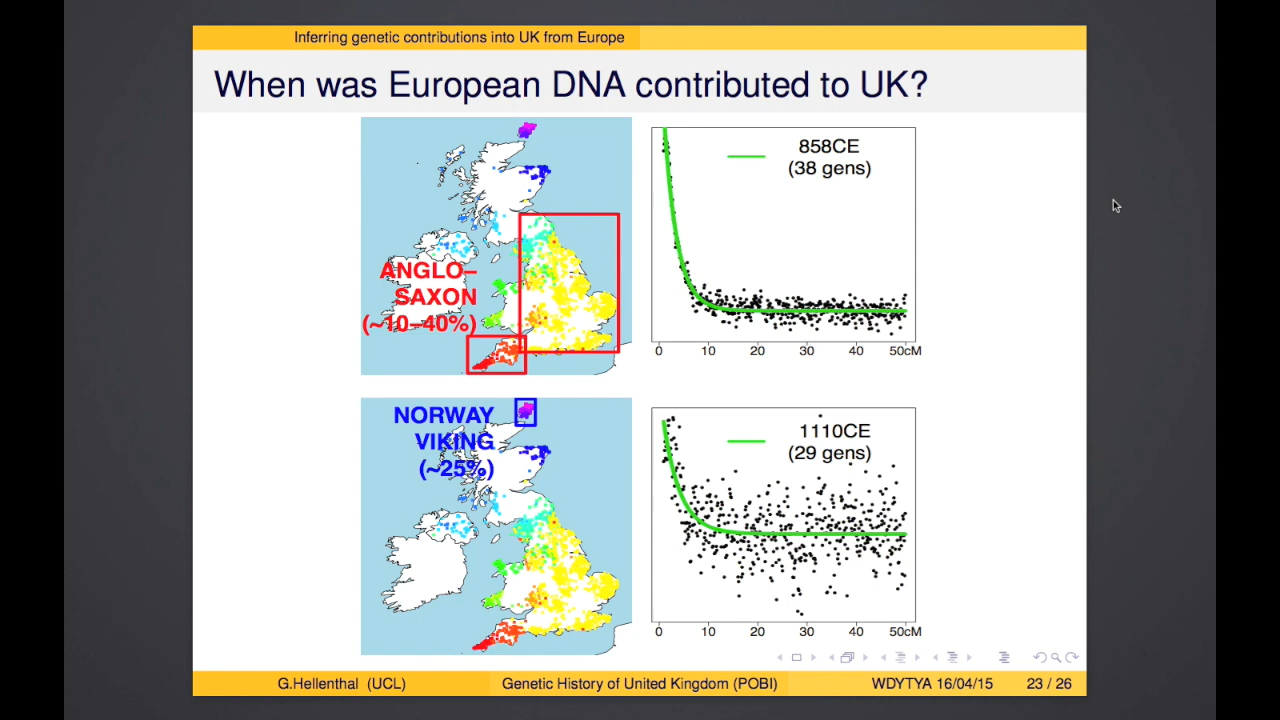 Inferring genetic contributions into UK from Europe
When was European DNA contributed to UK?
ANGLO–
SAXON
(~10–40%)
858CE
(38 gens)
0 10 20 30 40 50cM
NORWAY
VIKING
(~25%)
1110CE
(29 gens)
0 10 20 30 40 50cM
G.Hellenthal (UCL) Genetic History of United Kingdom (POBI) WDYTYA 16/04/15 23 / 26